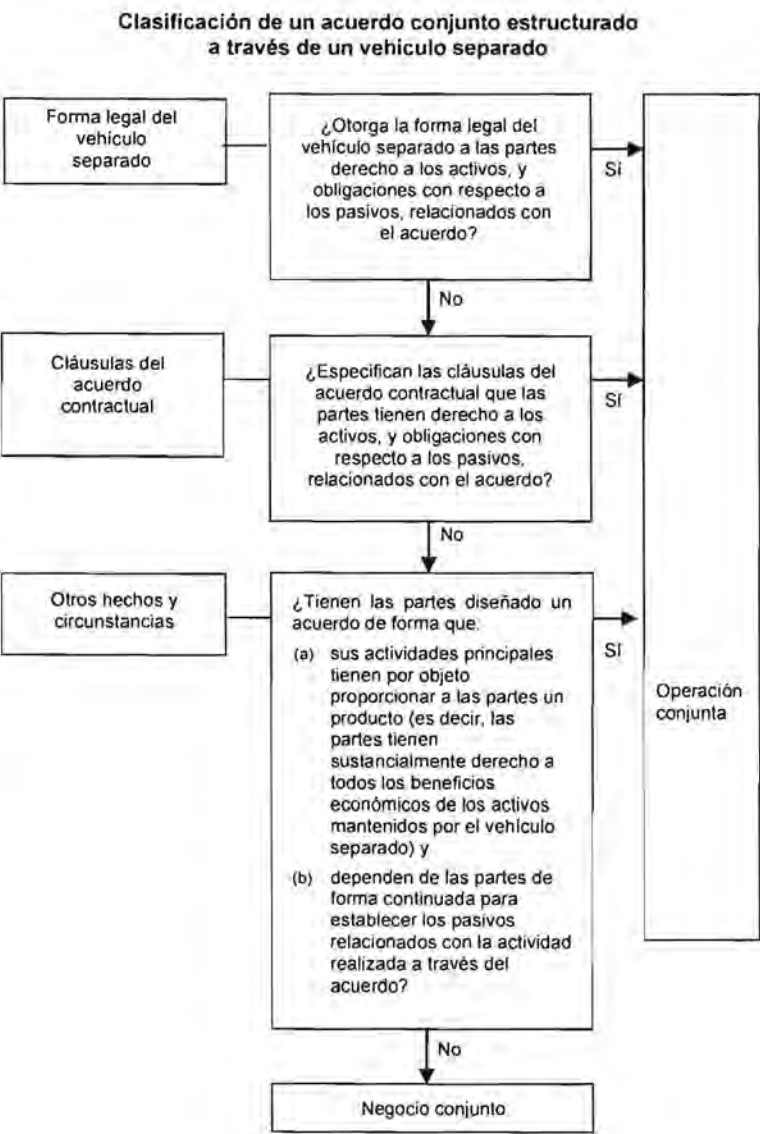 Clasificación de un acuerdo conjunto estructurado
a través de un vehiculo separado
Forma legal del
vehículo
separado
¿Otorga la forma legal del
vehículo separado a las partes
derecho a los activos, y
obligaciones con respecto a
los pasivos, relacionados con
el acuerdo?
Sí
No
Cláusulas del
acuerdo
contractual
¿Especifican las cláusulas del
acuerdo contractual que las
partes tienen derecho a los
activos, y obligaciones con
respecto a los pasivos,
relacionados con el acuerdo?
Sí
No
Otros hechos y
circunstancias
¿Tienen las partes diseñado un
acuerdo de forma que:
(a) sus actividades principales
tienen por objeto
proporcionar a las partes un
producto (es decir, las
partes tienen
sustancialmente derecho a
todos los beneficios
económicos de los activos
mantenidos por el vehículo
separado) y
(b) dependen de las partes de
forma continuada para
establecer los pasivos
relacionados con la actividad
realizada a través del
acuerdo?
Sí
Operación
conjunta
No
Negocio conjunto